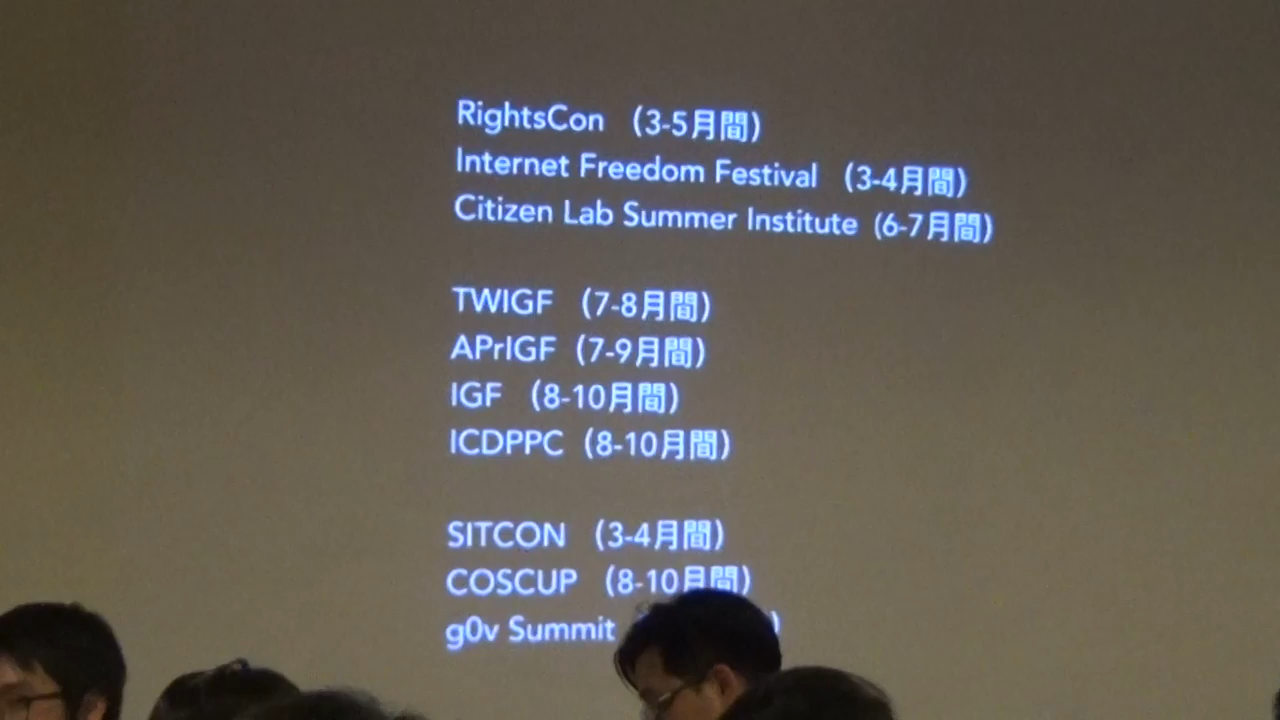 RightsCon (3-5月間)
Internet Freedom Festival (3-4月間)
Citizen Lab Summer Institute (6-7月間)
TWIGF (7-8月間)
APrIGF (7-9月間)
IGF (8-10月間)
ICDPPC (8-10月間)
SITCON (3-4月間)
COSCUP (8-10月間)
g0v Summit